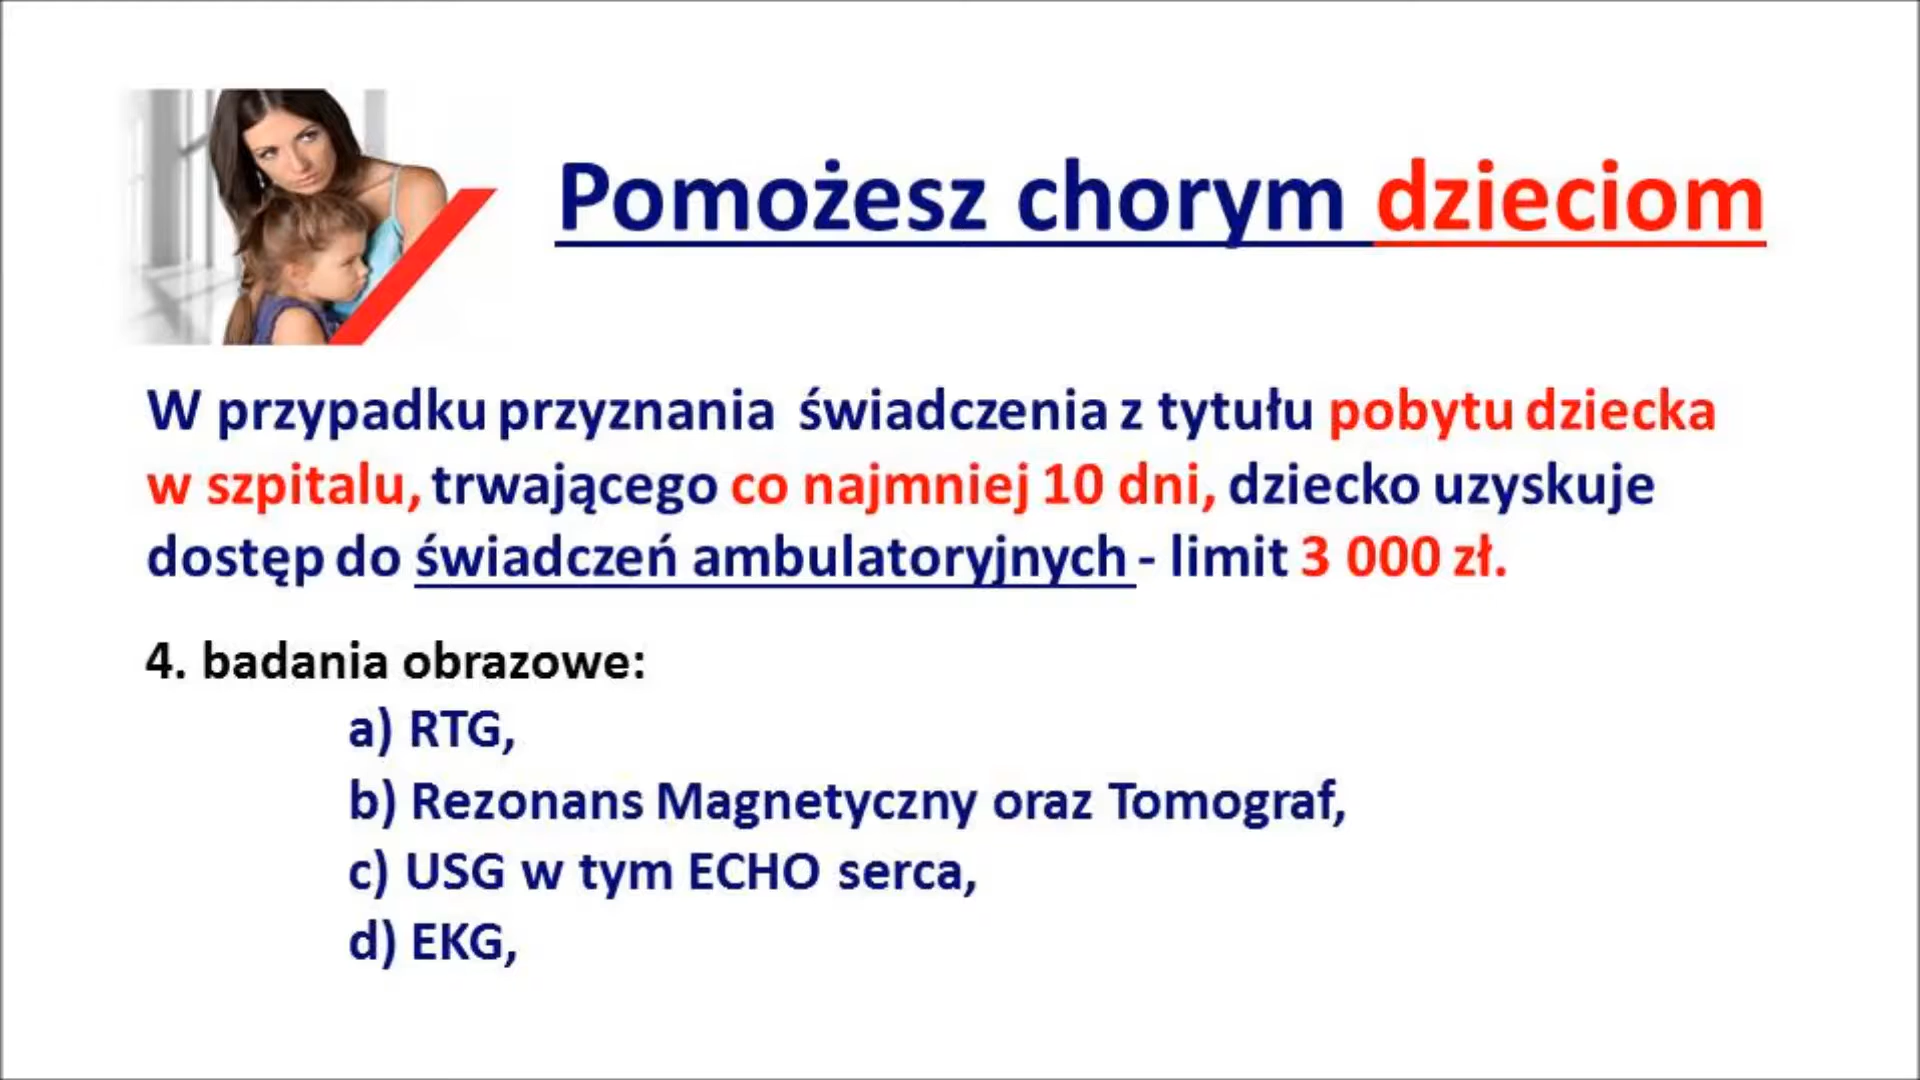 Pomożesz chorym dzieciom
W przypadku przyznania świadczenia z tytułu pobytu dziecka
w szpitalu, trwającego co najmniej 10 dni, dziecko uzyskuje
dostęp do świadczeń ambulatoryjnych - limit 3 000 zł.
4. badania obrazowe:
a) RTG,
b) Rezonans Magnetyczny oraz Tomograf,
c) USG w tym ECHO serca,
d) EKG,